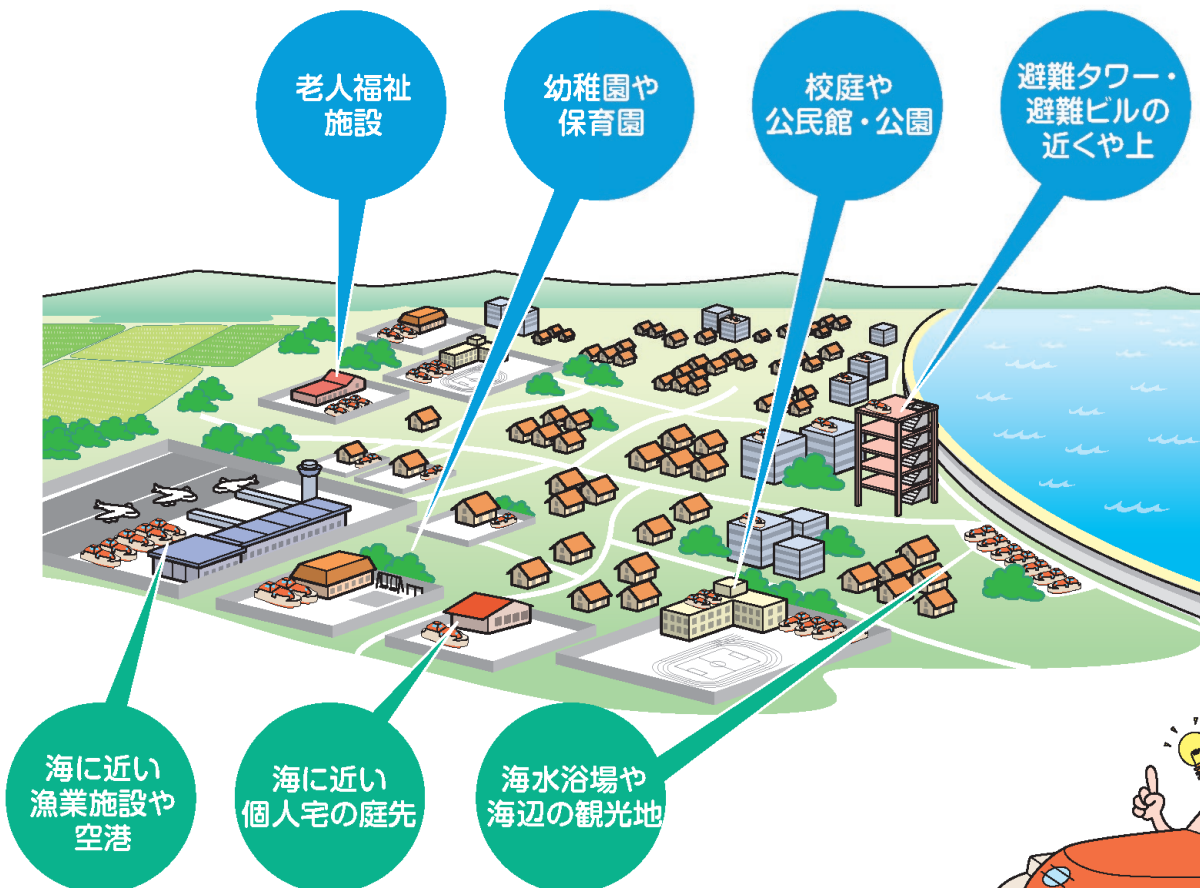 老人福祉
施設
幼稚園や
保育園
校庭や
公民館・公園
避難タワー・
避難ビルの
近くや上
海に近い
漁業施設や
空港
海に近い
個人宅の庭先
海水浴場や
海辺の観光地